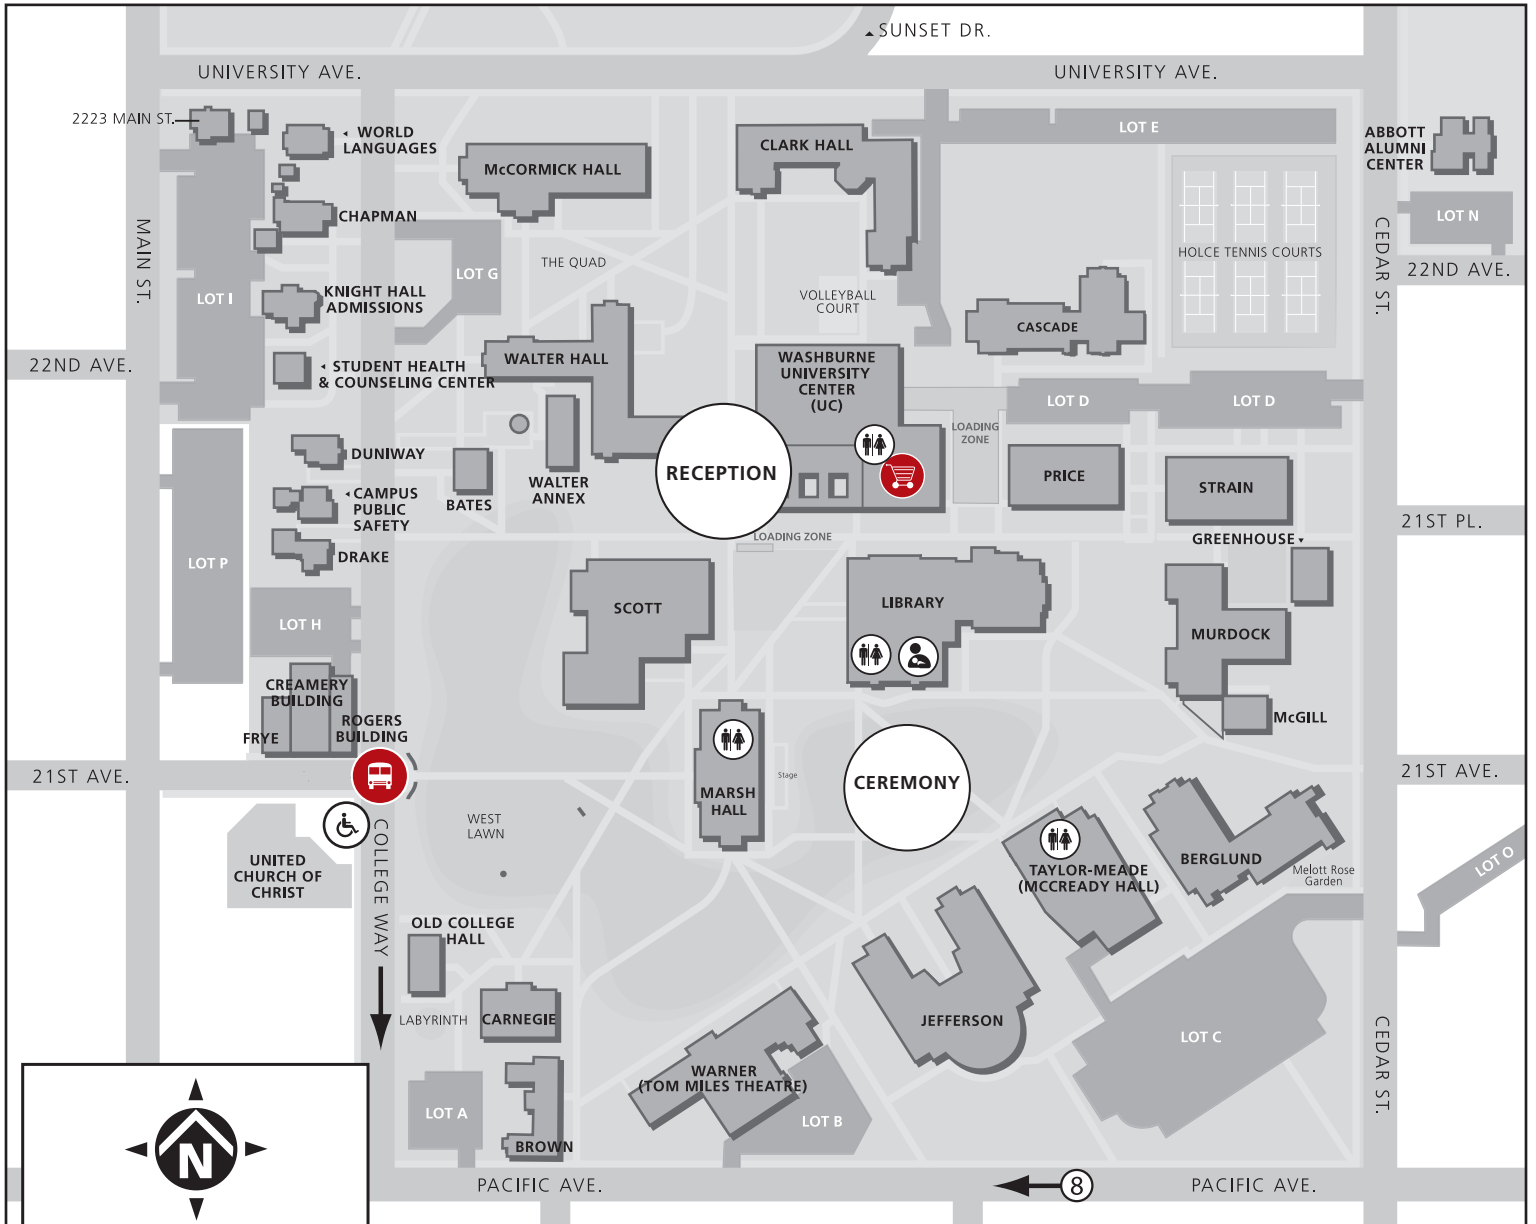 SUNSET DR.
UNIVERSITY AVE.
UNIVERSITY AVE.
2223 MAIN ST.
WORLD
LANGUAGES
McCORMICK HALL
CLARK HALL
LOT E
ABBOTT
ALUMNI
CENTER
CHAPMAN
LOT N
MAIN ST.
CEDAR ST.
THE QUAD
HOLCE TENNIS COURTS
22ND AVE.
LOT G
LOT I
KNIGHT HALL
ADMISSIONS
VOLLEYBALL
COURT
CASCADE
22ND AVE.
STUDENT HEALTH
& COUNSELING CENTER
WALTER HALL
WASHBURNE
UNIVERSITY
CENTER
(UC)
LOT D
LOT D
LOADING
ZONE
DUNIWAY
RECEPTION
PRICE
STRAIN
CAMPUS
PUBLIC
SAFETY
BATES
WALTER
ANNEX
21ST PL.
LOADING ZONE
GREENHOUSE
DRAKE
LOT P
SCOTT
LIBRARY
LOT H
MURDOCK
CREAMERY
BUILDING
FRYE
ROGERS
BUILDING
McGILL
21ST AVE.
21ST AVE.
Stage
CEREMONY
MARSH
HALL
WEST
LAWN
COLLEGE WAY
UNITED
CHURCH OF
CHRIST
TAYLOR-MEADE
(MCCREADY HALL)
BERGLUND
Melott Rose
Garden
LOT O
OLD COLLEGE
HALL
LABYRINTH
CARNEGIE
JEFFERSON
LOT C
CEDAR ST.
WARNER
(TOM MILES THEATRE)
LOT A
LOT B
BROWN
N
PACIFIC AVE.
8
PACIFIC AVE.